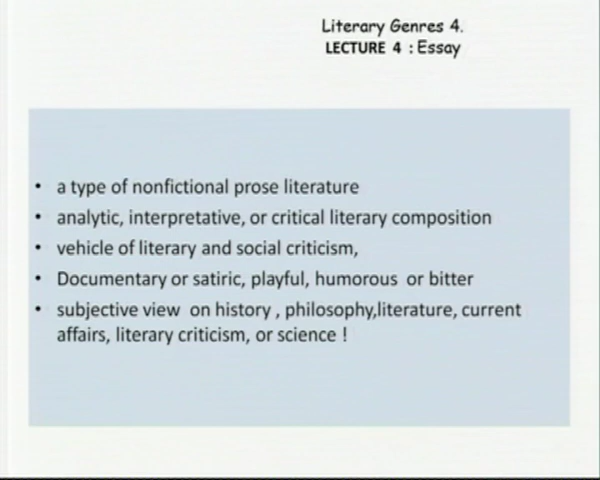 Literary Genres 4.
LECTURE 4 : Essay
• a type of nonfictional prose literature
• analytic, interpretative, or critical literary composition
• vehicle of literary and social criticism,
• Documentary or satiric, playful, humorous or bitter
• subjective view on history , philosophy,literature, current
affairs, literary criticism, or science !